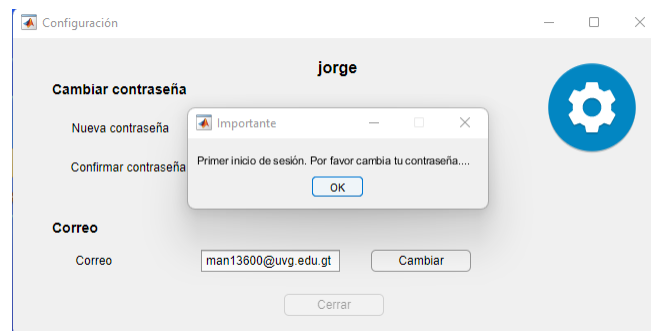 Configuración
jorge
Cambiar contraseña
Nueva contraseña
Confirmar contraseña
Importante
Primer inicio de sesión. Por favor cambia tu contraseña....
OK
Correo
Correo
man13600@uvg.edu.gt
Cambiar
Cerrar